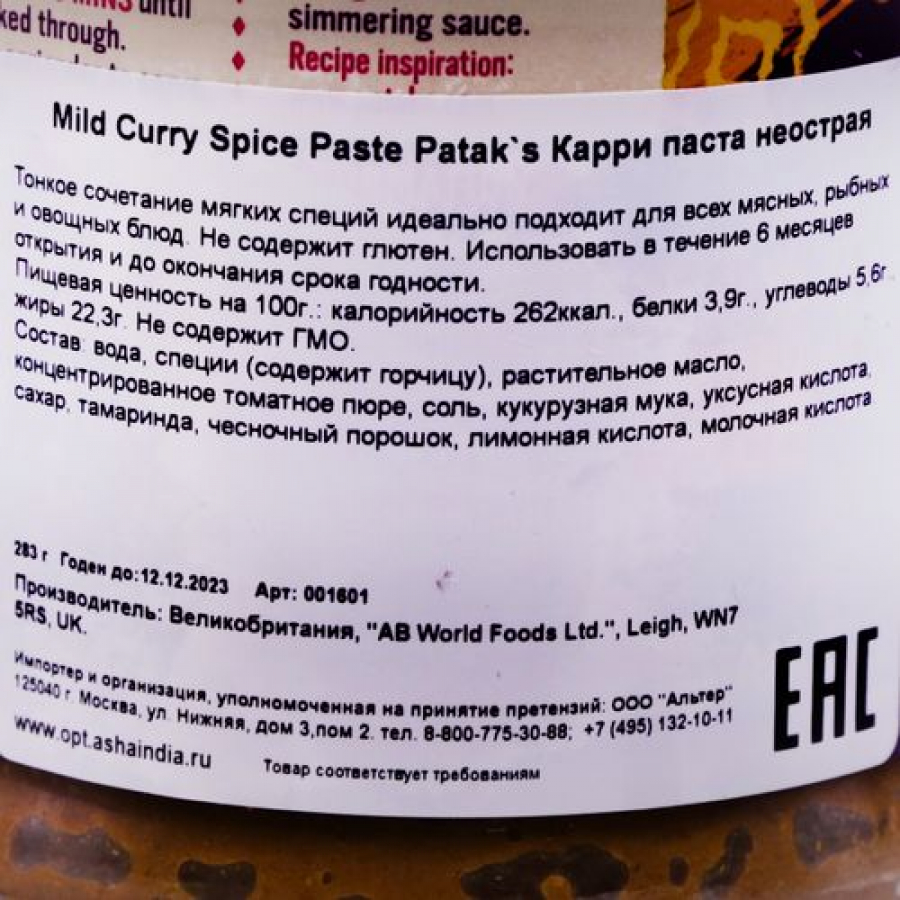 MINS until
ked through.
simmering sauce.
Recipe inspiration:
Mild Curry Spice Paste Patak`s Карри паста неострая
Тонкое сочетание мягких специй идеально подходит для всех мясных, рыбных
и овощных блюд. Не содержит глютен. Использовать в течение 6 месяцев
открытия и до окончания срока годности.
Пищевая ценность на 100г.: калорийность 262ккал., белки 3,9г., углеводы 5,6г.
жиры 22,3г. Не содержит ГМО.
Состав: вода, специи (содержит горчицу), растительное масло,
концентрированное томатное пюре, соль, кукурузная мука, уксусная кислота,
сахар, тамаринда, чесночный порошок, лимонная кислота, молочная кислота
283 г Годен до:12.12.2023 Арт: 001601
Производитель: Великобритания, "AB World Foods Ltd.", Leigh, WN7
5RS, UK.
Импортер и организация, уполномоченная на принятие претензий: ООО "Альтер"
125040 г. Москва, ул. Нижняя, дом 3,пом 2. тел. 8-800-775-30-88; +7 (495) 132-10-11
www.opt.ashaindia.ru
Товар соответствует требованиям
EAC